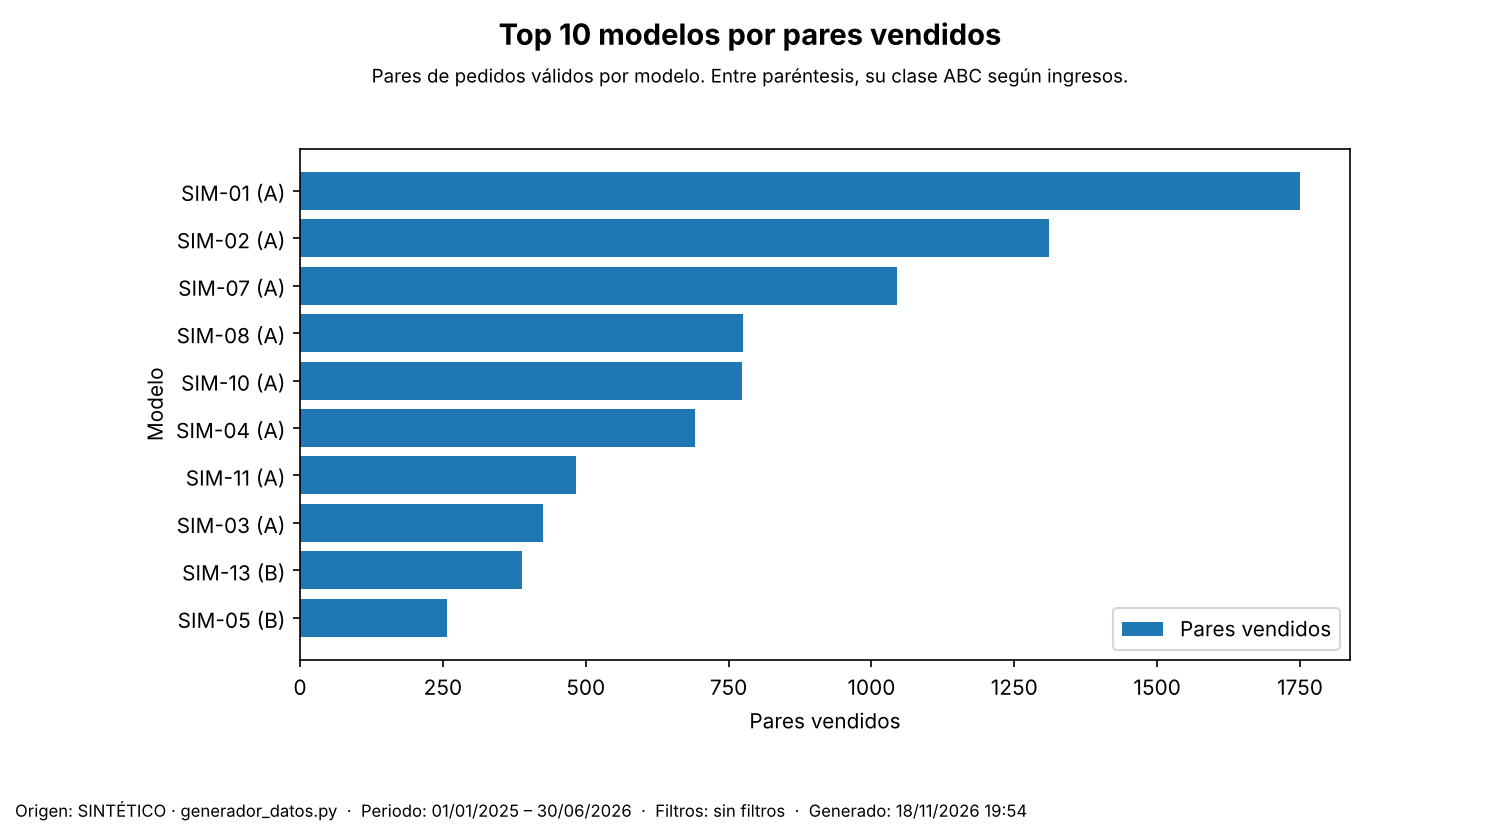 Top 10 modelos por pares vendidos
Pares de pedidos válidos por modelo. Entre paréntesis, su clase ABC según ingresos.
Modelo
SIM-01 (A)
SIM-02 (A)
SIM-07 (A)
SIM-08 (A)
SIM-10 (A)
SIM-04 (A)
SIM-11 (A)
SIM-03 (A)
SIM-13 (B)
SIM-05 (B)
Pares vendidos
0 250 500 750 1000 1250 1500 1750
Pares vendidos
Origen: SINTÉTICO · generador_datos.py · Periodo: 01/01/2025 – 30/06/2026 · Filtros: sin filtros · Generado: 18/11/2026 19:54